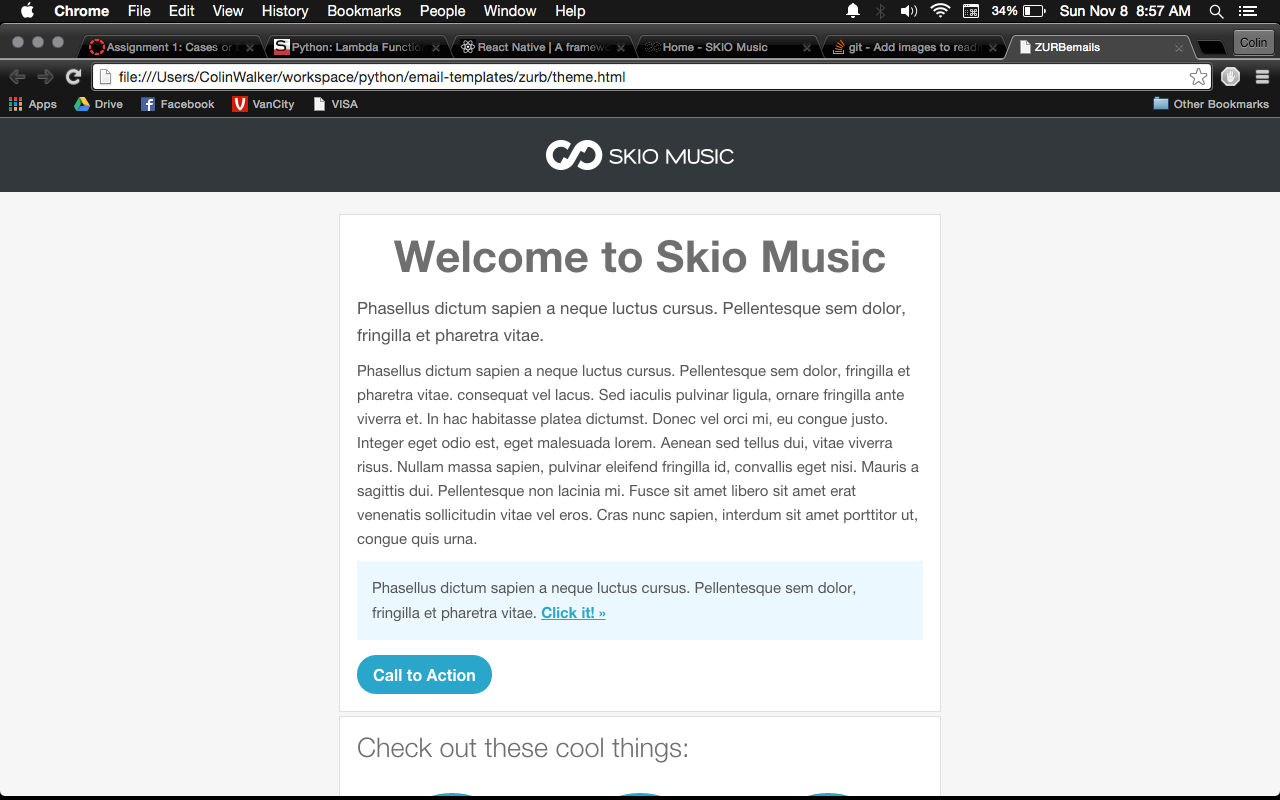 Chrome File Edit View History Bookmarks People Window Help 34% Sun Nov 8 8:57 AM
Assignment 1: Cases or Python: Lambda Functio React Native | A framew Home - SKIO Music git - Add images to read ZURBemails Colin
file:///Users/ColinWalker/workspace/python/email-templates/zurb/theme.html
Apps Drive Facebook VanCity VISA Other Bookmarks
SKIO MUSIC
Welcome to Skio Music
Phasellus dictum sapien a neque luctus cursus. Pellentesque sem dolor,
fringilla et pharetra vitae.
Phasellus dictum sapien a neque luctus cursus. Pellentesque sem dolor, fringilla et
pharetra vitae. consequat vel lacus. Sed iaculis pulvinar ligula, ornare fringilla ante
viverra et. In hac habitasse platea dictumst. Donec vel orci mi, eu congue justo.
Integer eget odio est, eget malesuada lorem. Aenean sed tellus dui, vitae viverra
risus. Nullam massa sapien, pulvinar eleifend fringilla id, convallis eget nisi. Mauris a
sagittis dui. Pellentesque non lacinia mi. Fusce sit amet libero sit amet erat
venenatis sollicitudin vitae vel eros. Cras nunc sapien, interdum sit amet porttitor ut,
congue quis urna.
Phasellus dictum sapien a neque luctus cursus. Pellentesque sem dolor,
fringilla et pharetra vitae. Click it! »
Call to Action
Check out these cool things: